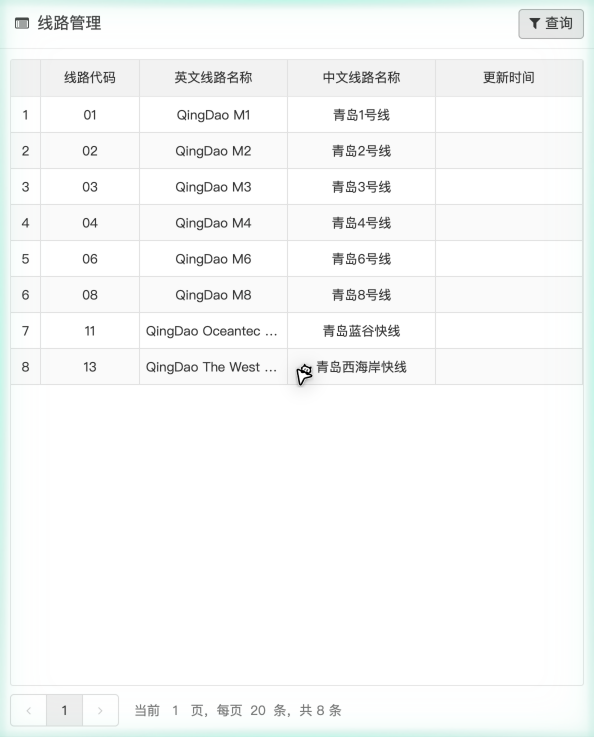 线路管理 查询
线路代码 英文线路名称 中文线路名称 更新时间
1 01 QingDao M1 青岛1号线
2 02 QingDao M2 青岛2号线
3 03 QingDao M3 青岛3号线
4 04 QingDao M4 青岛4号线
5 06 QingDao M6 青岛6号线
6 08 QingDao M8 青岛8号线
7 11 QingDao Oceantec ... 青岛蓝谷快线
8 13 QingDao The West ... 青岛西海岸快线
1 当前 1 页，每页 20 条，共 8 条